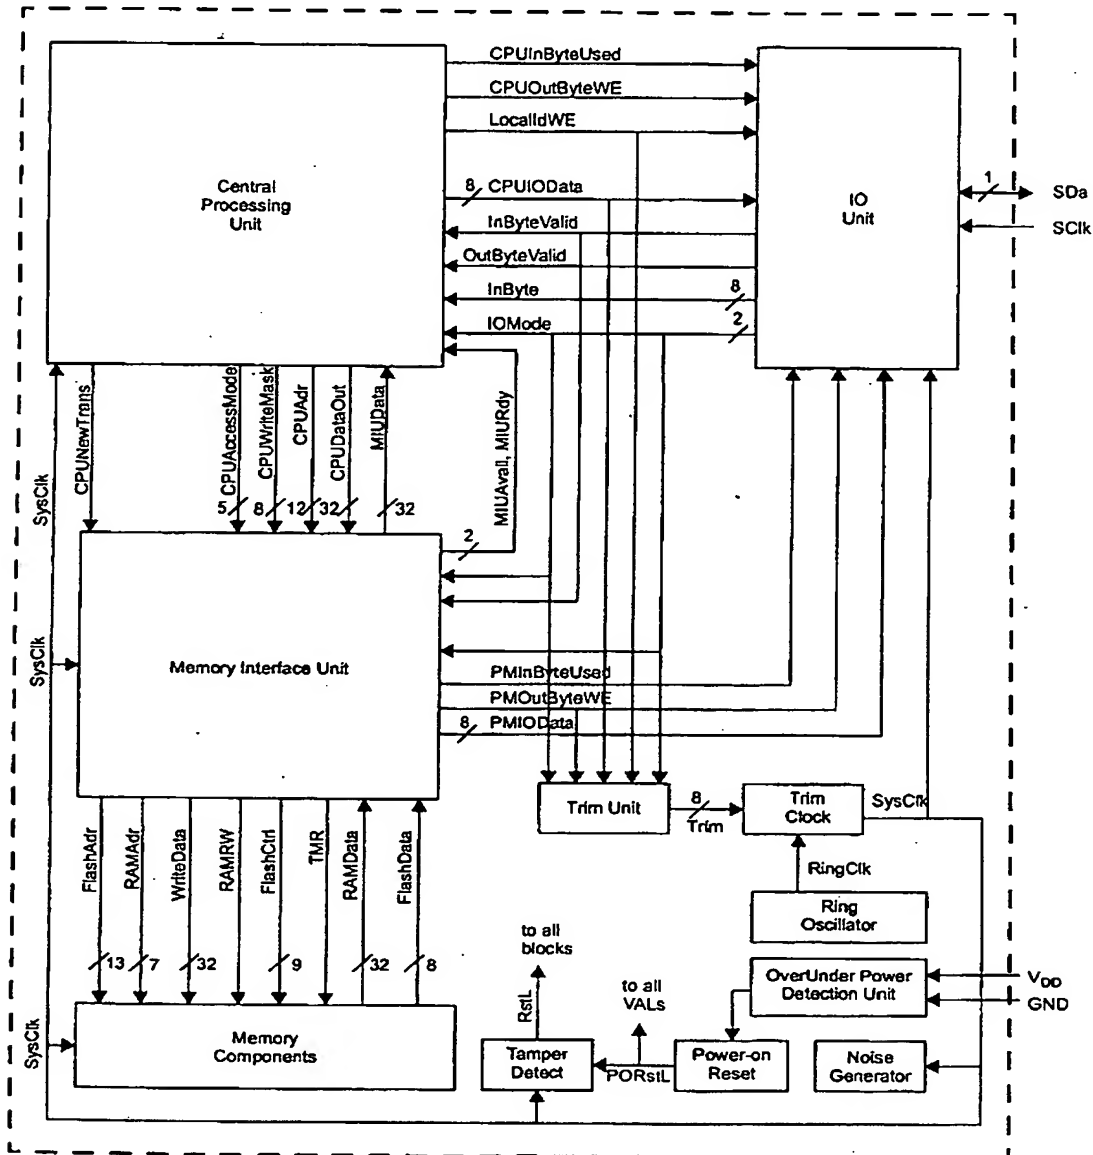 CPUInByteUsed
CPUOutByteWE
LocalIdWE
8 CPUIOData
InByteValid
OutByteValid
InByte 8
IOMode 2
Central
Processing
Unit
IO
Unit
1
SDa
SClk
SysClk
CPUNewTrans
CPUAccessMode
CPUWriteMask
CPUAdr
CPUDataOut
MIUData
MIUAvail, MIURdy
5 8 12 32 32
2
SysClk
Memory Interface Unit
PMInByteUsed
PMOutByteWE
8 PMIOData
Trim Unit
8
Trim
Trim
Clock
SysClk
RingClk
Ring
Oscillator
FlashAdr
RAMAdr
WriteData
RAMRW
FlashCtrl
TMR
RAMData
FlashData
13 7 32 9 32 8
SysClk
Memory
Components
to all
blocks
RstL
to all
VALs
OverUnder Power
Detection Unit
VDD
GND
Tamper
Detect
PORstL
Power-on
Reset
Noise
Generator